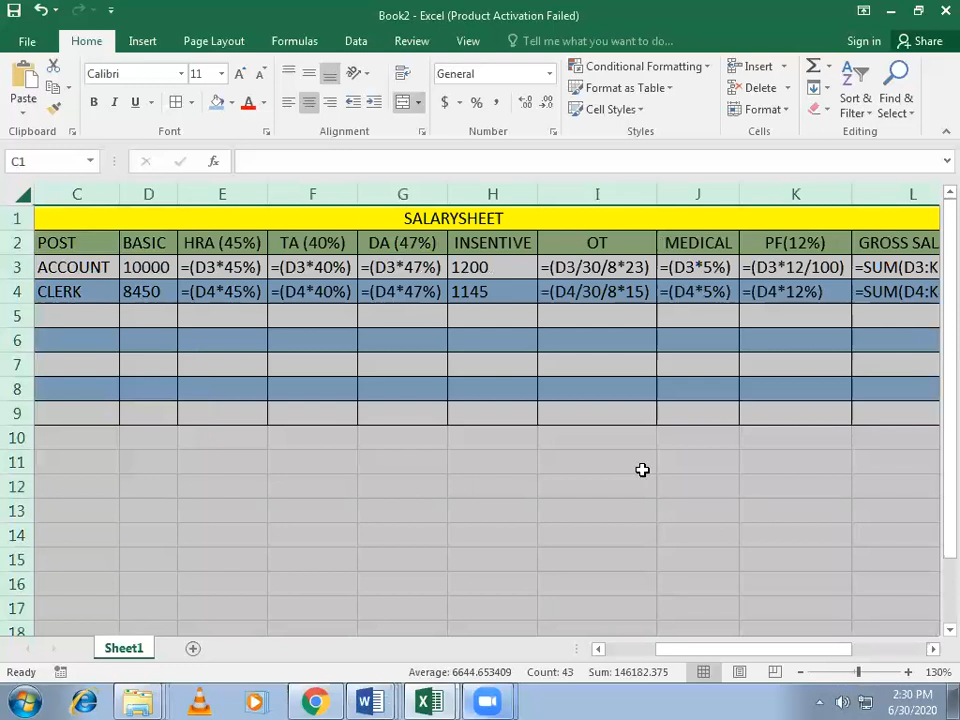 Book2 - Excel (Product Activation Failed)
File Home Insert Page Layout Formulas Data Review View Tell me what you want to do... Sign in Share
Calibri 11 General Conditional Formatting Insert
Paste B I U A $ % Format as Table Delete Sort & Find &
Cell Styles Format Filter Select
Clipboard Font Alignment Number Styles Cells Editing
C1 fx
C D E F G H I J K L
1 SALARYSHEET
2 POST BASIC HRA (45%) TA (40%) DA (47%) INSENTIVE OT MEDICAL PF(12%) GROSS SAL
3 ACCOUNT 10000 =(D3*45%) =(D3*40%) =(D3*47%) 1200 =(D3/30/8*23) =(D3*5%) =(D3*12/100) =SUM(D3:K
4 CLERK 8450 =(D4*45%) =(D4*40%) =(D4*47%) 1145 =(D4/30/8*15) =(D4*5%) =(D4*12%) =SUM(D4:K
5
6
7
8
9
10
11
12
13
14
15
16
17
18
Sheet1
Ready Average: 6644.653409 Count: 43 Sum: 146182.375 130%
2:30 PM
6/30/2020